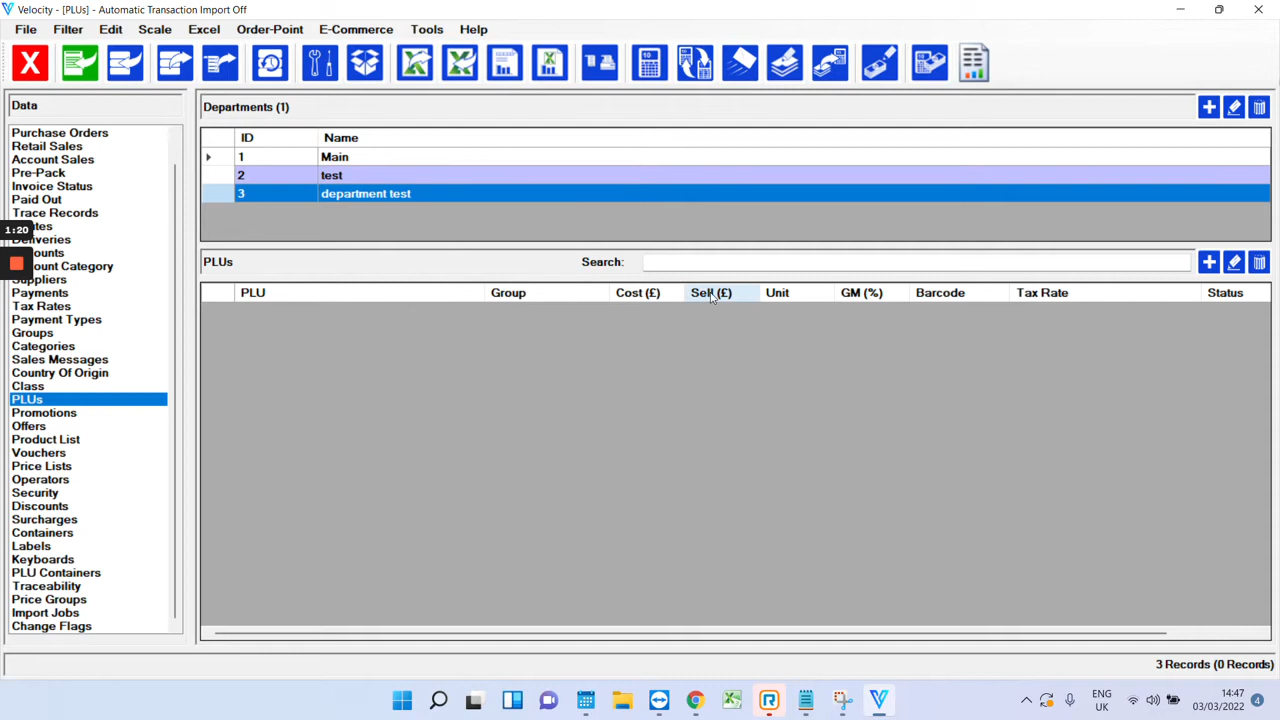 Velocity - [PLUs] - Automatic Transaction Import Off
File Filter Edit Scale Excel Order-Point E-Commerce Tools Help
Data
Purchase Orders
Retail Sales
Account Sales
Pre-Pack
Invoice Status
Paid Out
Trace Records
1:20
Deliveries
Suppliers
Payments
Tax Rates
Payment Types
Groups
Categories
Sales Messages
Country Of Origin
Class
PLUs
Promotions
Offers
Product List
Vouchers
Price Lists
Operators
Security
Discounts
Surcharges
Containers
Labels
Keyboards
PLU Containers
Traceability
Price Groups
Import Jobs
Change Flags
Departments (1)
ID Name
1 Main
2 test
3 department test
PLUs Search:
PLU Group Cost (£) Sell (£) Unit GM (%) Barcode Tax Rate Status
3 Records (0 Records)
ENG
UK
14:47
03/03/2022
4